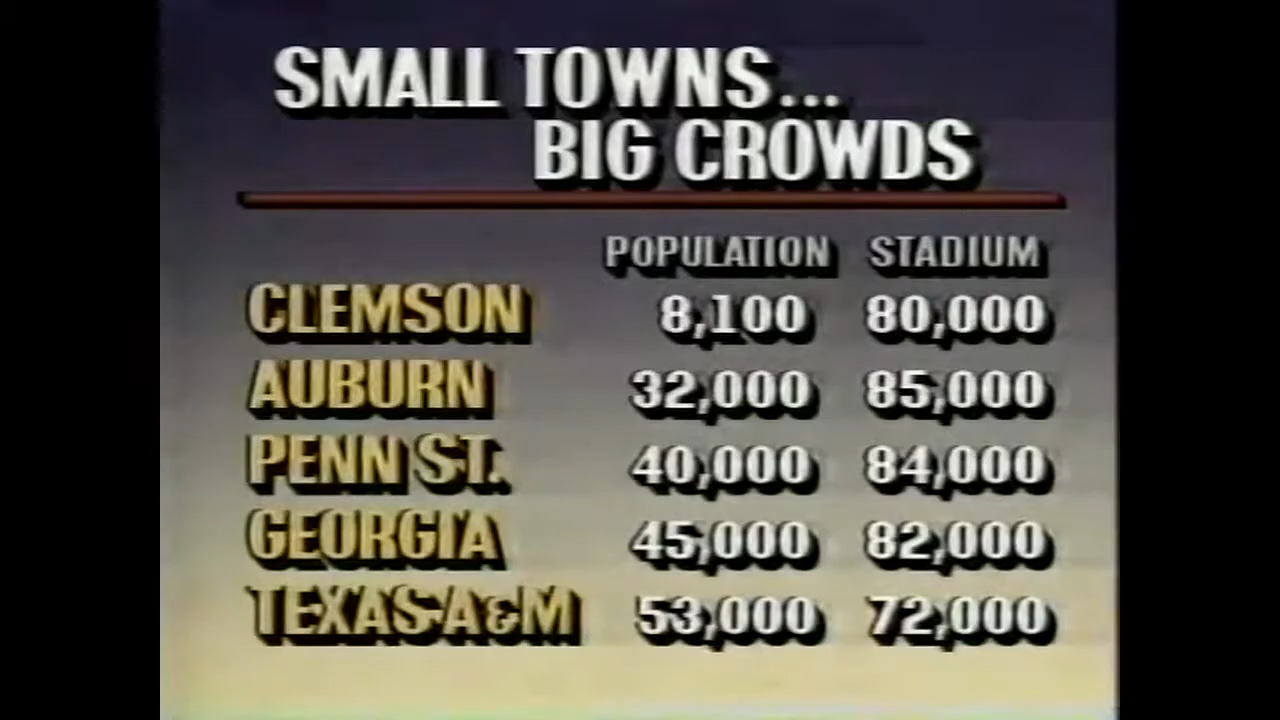 SMALL TOWNS...
BIG CROWDS
POPULATION STADIUM
CLEMSON 8,100 80,000
AUBURN 32,000 85,000
PENN ST. 40,000 84,000
GEORGIA 45,000 82,000
TEXAS A&M 53,000 72,000